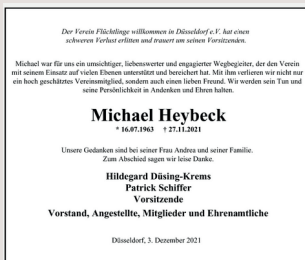 Der Verein Flüchtlinge willkommen in Düsseldorf e.V. hat einen
schweren Verlust erlitten und trauert um seinen Vorsitzenden.
Michael war für uns ein umsichtiger, liebenswerter und engagierter Wegbegleiter, der den Verein
mit seinem Einsatz auf vielen Ebenen unterstützt und bereichert hat. Mit ihm verlieren wir nicht nur
ein hoch geschätztes Vereinsmitglied, sondern auch einen lieben Freund. Wir werden sein Tun und
seine Persönlichkeit in Andenken und Ehren halten.
Michael Heybeck
* 16.07.1963 † 27.11.2021
Unsere Gedanken sind bei seiner Frau Andrea und seiner Familie.
Zum Abschied sagen wir leise Danke.
Hildegard Düsing-Krems
Patrick Schiffer
Vorsitzende
Vorstand, Angestellte, Mitglieder und Ehrenamtliche
Düsseldorf, 3. Dezember 2021